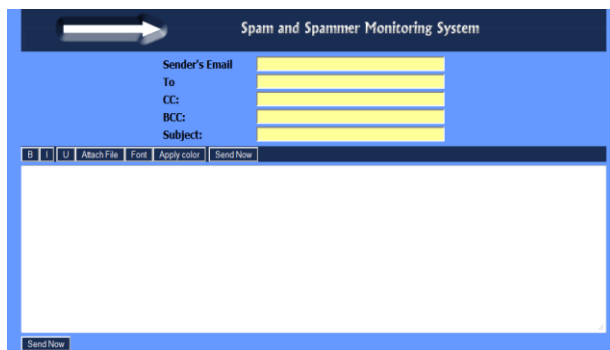 Spam and Spammer Monitoring System
Sender's Email
To
CC:
BCC:
Subject:
B I U Attach File Font Apply color Send Now
Send Now